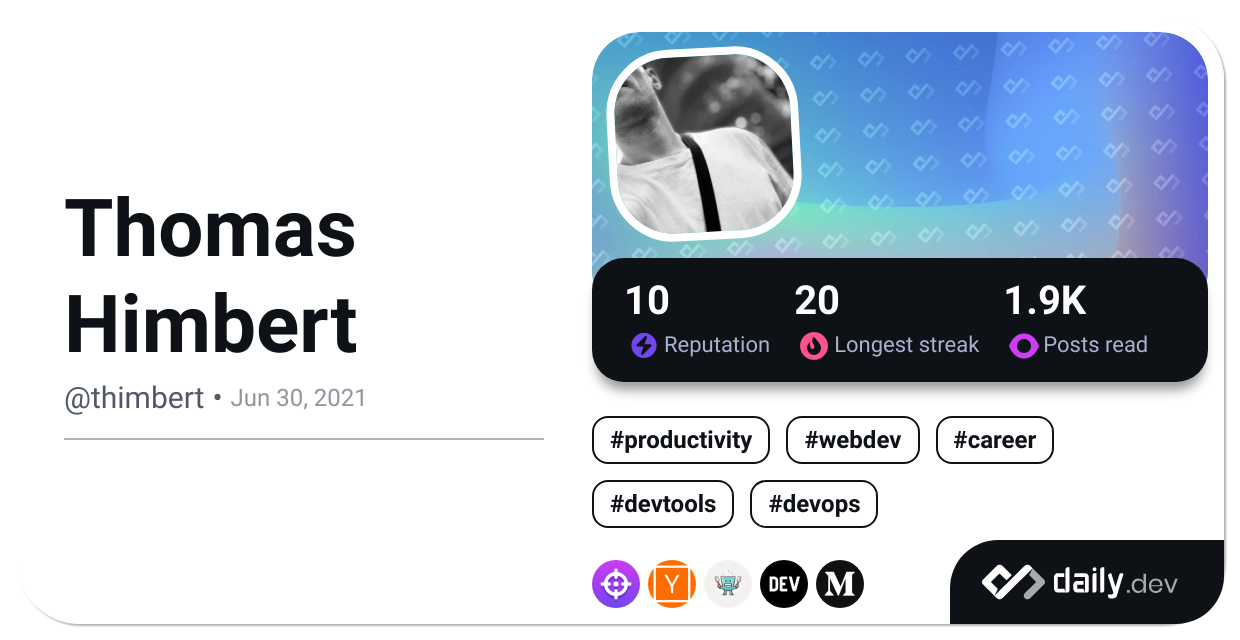 Thomas
Himbert
@thimbert • Jun 30, 2021
10 20 1.9K
Reputation Longest streak Posts read
#productivity #webdev #career
#devtools #devops
Y DEV M
daily.dev